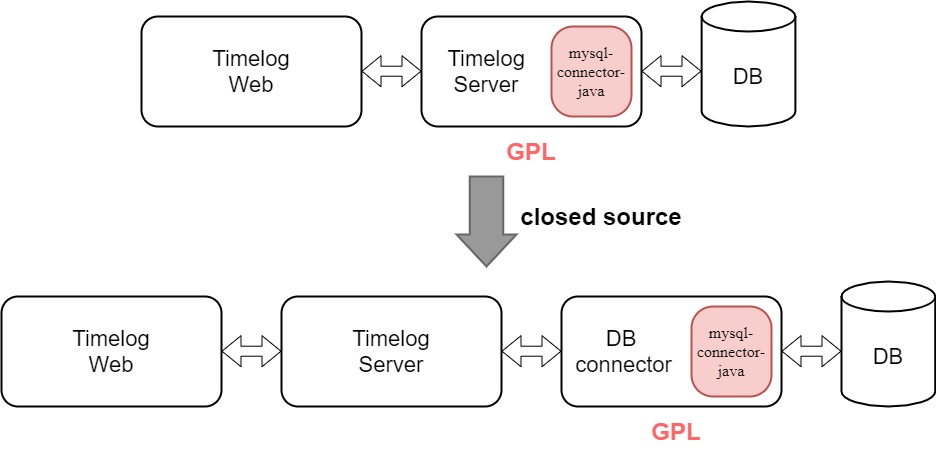 Timelog
Web
Timelog
Server
mysql-
connector-
java
DB
GPL
closed source
Timelog
Web
Timelog
Server
DB
connector
mysql-
connector-
java
DB
GPL